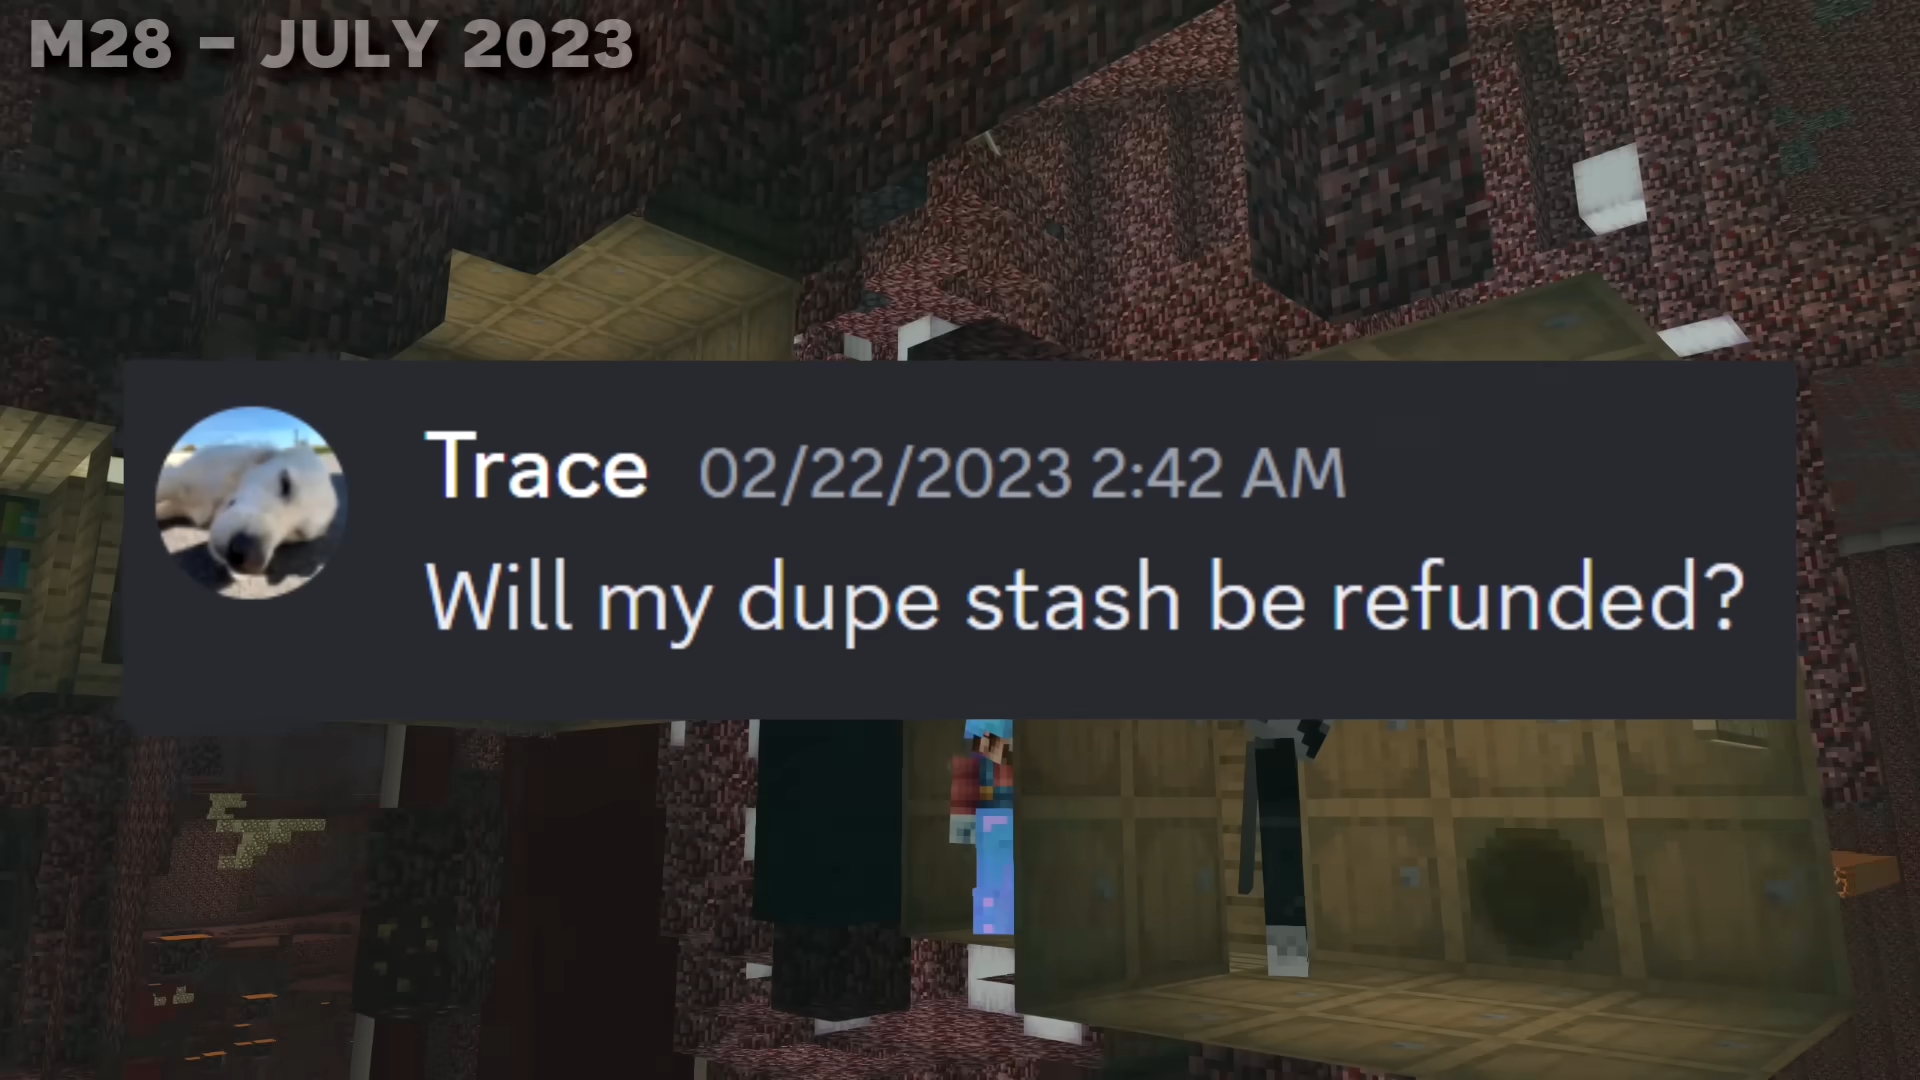 M28 - JULY 2023
Trace 02/22/2023 2:42 AM
Will my dupe stash be refunded?